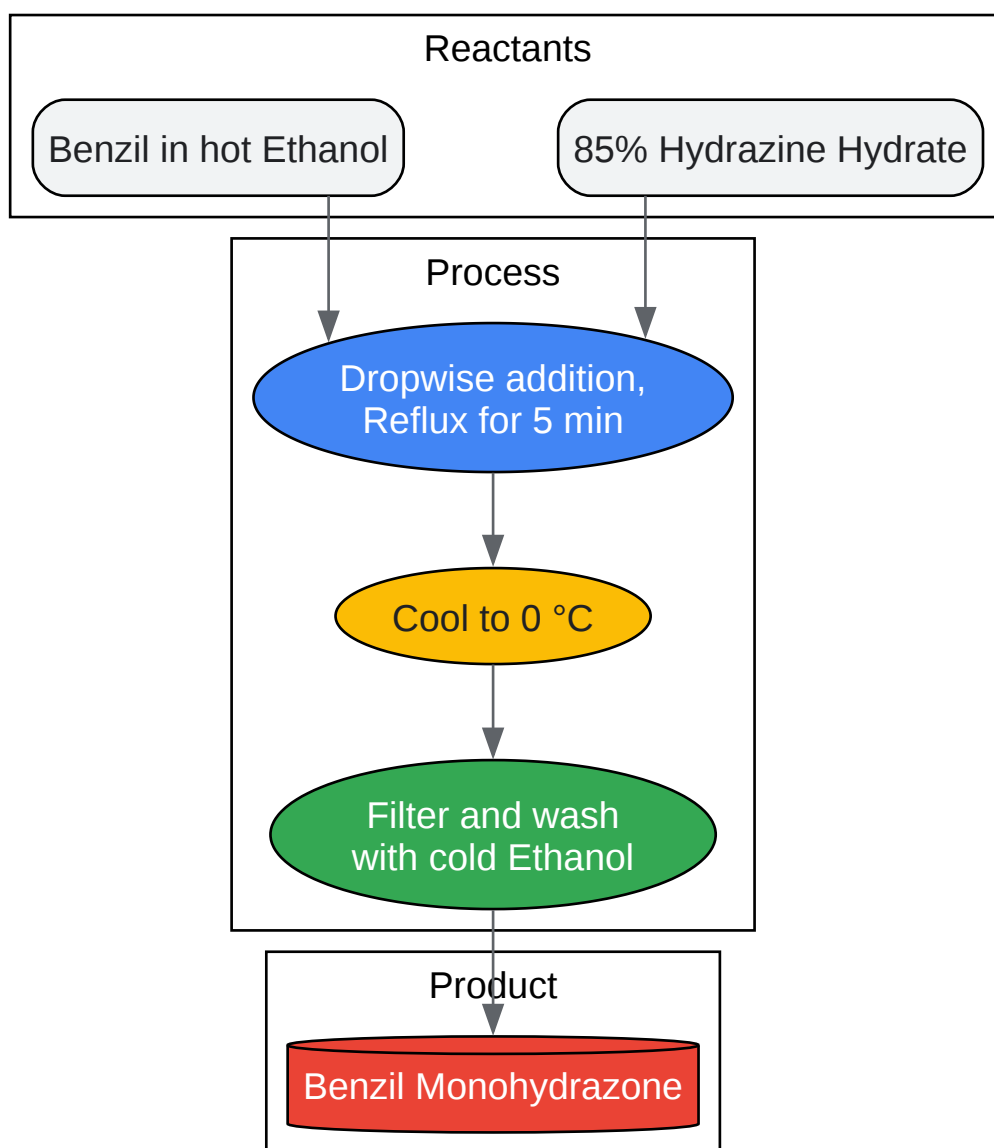 Reactants
Benzil in hot Ethanol
85% Hydrazine Hydrate
Process
Dropwise addition,
Reflux for 5 min
Cool to 0 °C
Filter and wash
with cold Ethanol
Product
Benzil Monohydrazone